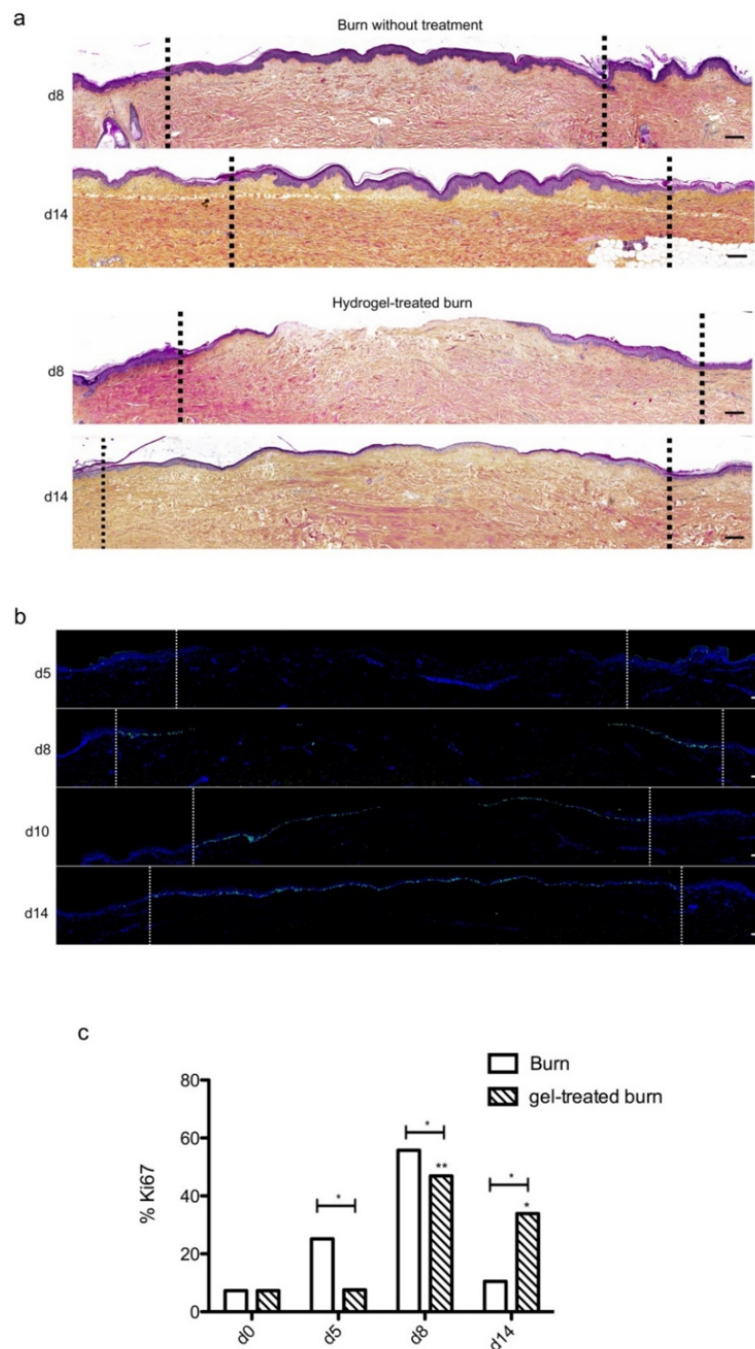 a
Burn without treatment
d8
d14
Hydrogel-treated burn
d8
d14
b
d5
d8
d10
d14
c
Burn
gel-treated burn
% Ki67
80
60
40
20
0
*
*
**
*
*
d0
d5
d8
d14